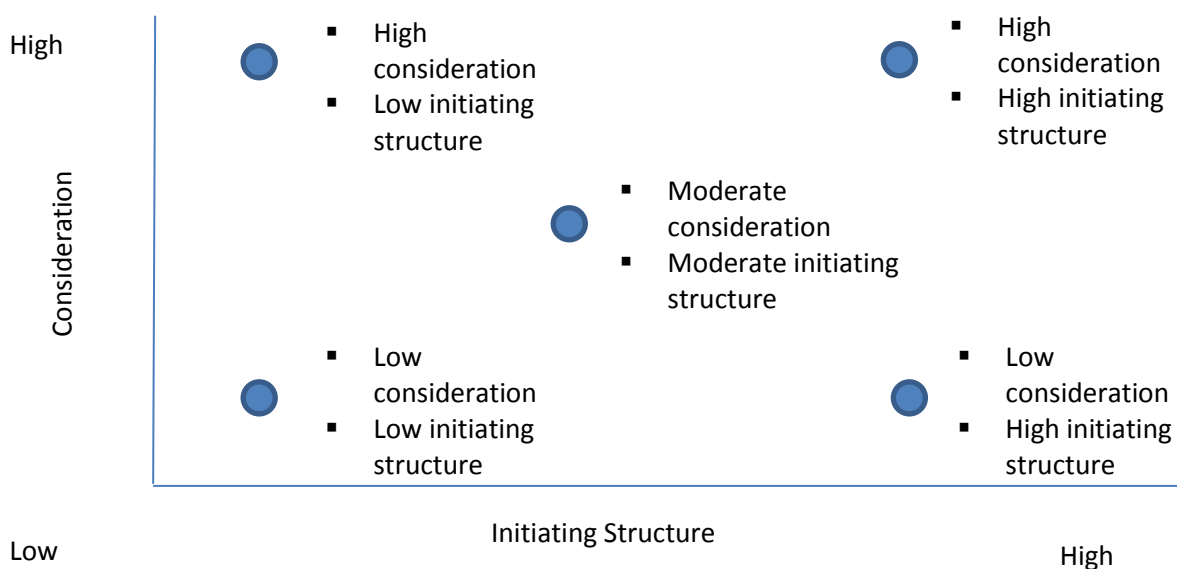 High
▪ High
consideration
▪ Low initiating
structure
▪ High
consideration
▪ High initiating
structure
Consideration
▪ Moderate
consideration
▪ Moderate initiating
structure
▪ Low
consideration
▪ Low initiating
structure
▪ Low
consideration
▪ High initiating
structure
Initiating Structure
Low
High